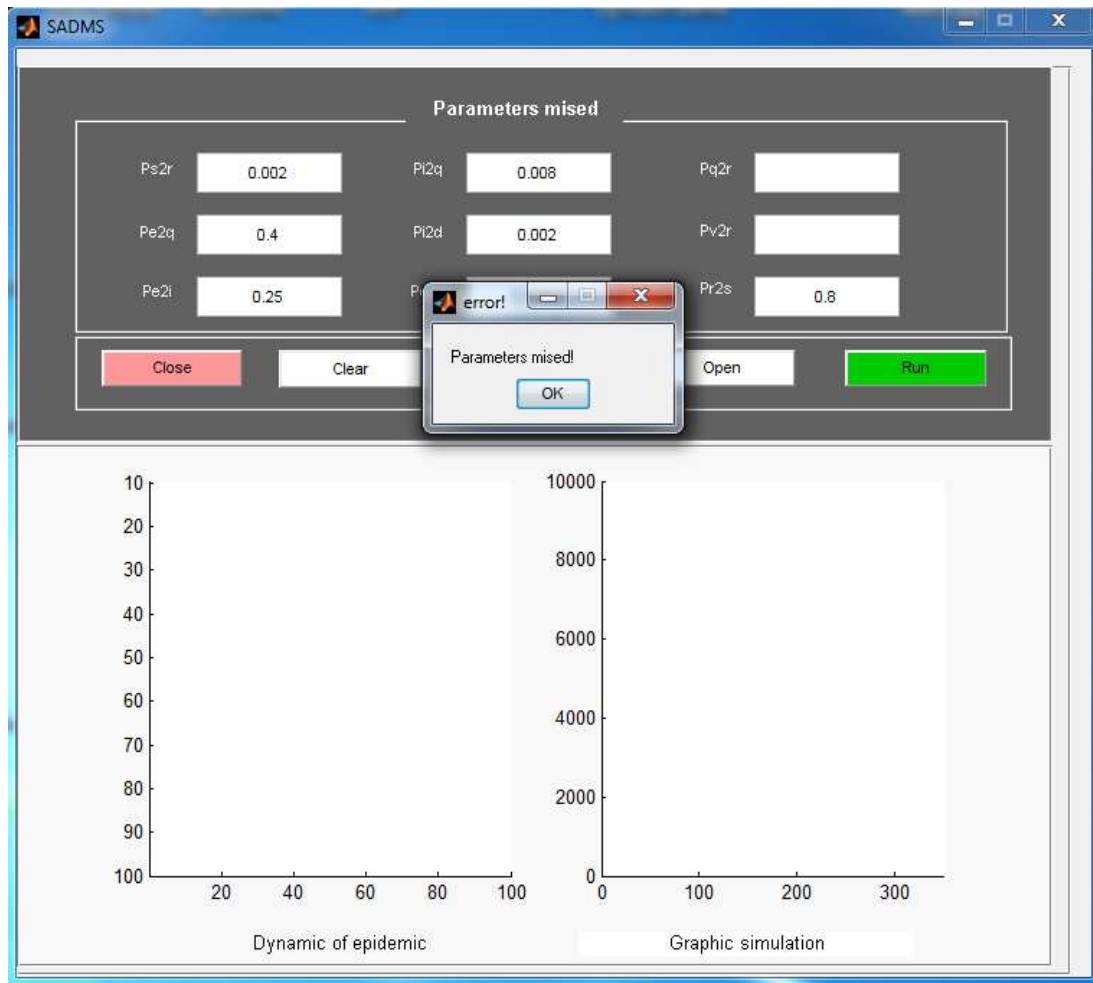 SADMS
Parameters mised
Ps2r 0.002 Pi2q 0.008 Pq2r
Pe2q 0.4 Pi2d 0.002 Pv2r
Pe2i 0.25 Pr2s 0.8
error!
Parameters mised!
OK
Close Clear Open Run
10
20
30
40
50
60
70
80
90
100
20 40 60 80 100
Dynamic of epidemic
10000
8000
6000
4000
2000
0
0 100 200 300
Graphic simulation